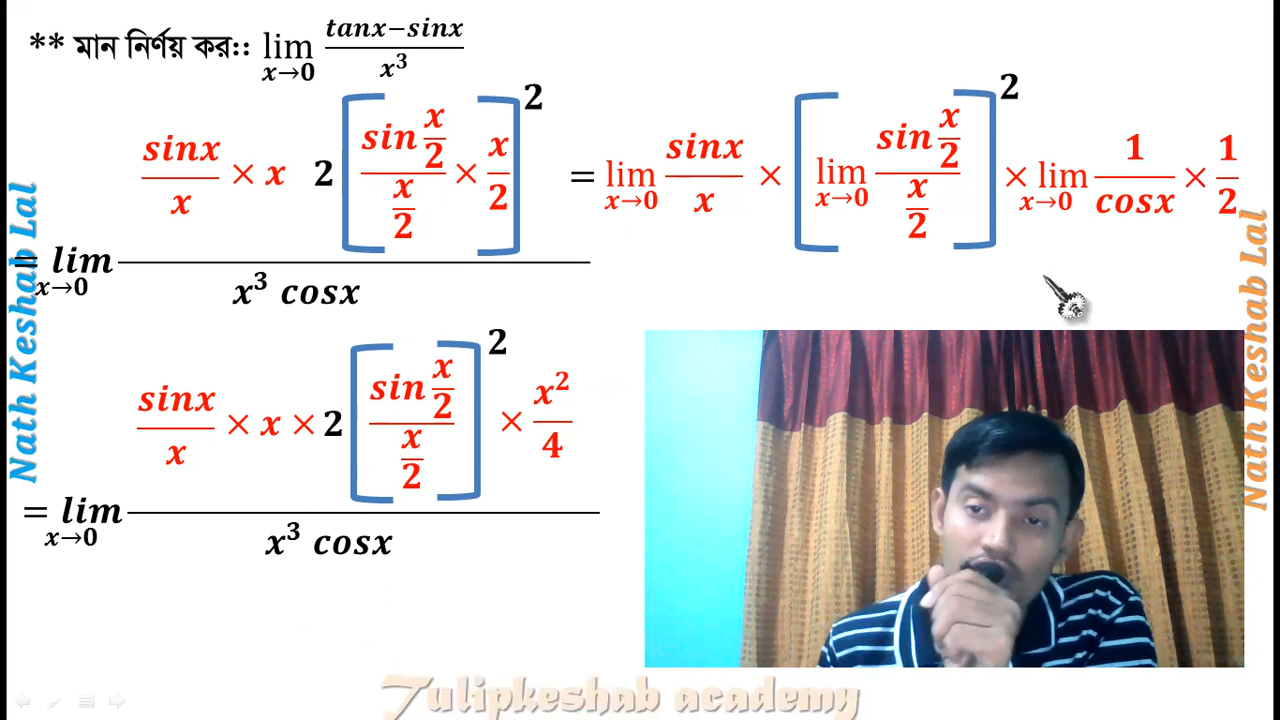 ** মান নির্ণয় করঃ: lim x→0 tanx−sinx / x³
= lim x→0 sinx/x × x 2 [ sin x/2 / x/2 × x/2 ]² / x³ cosx
= lim x→0 sinx/x × x × 2 [ sin x/2 / x/2 ]² × x²/4 / x³ cosx
= lim x→0 sinx/x × [ lim x→0 sin x/2 / x/2 ]² × lim x→0 1/cosx × 1/2
Nath Keshab Lal
Nath Keshab Lal
Tulipkeshab academy